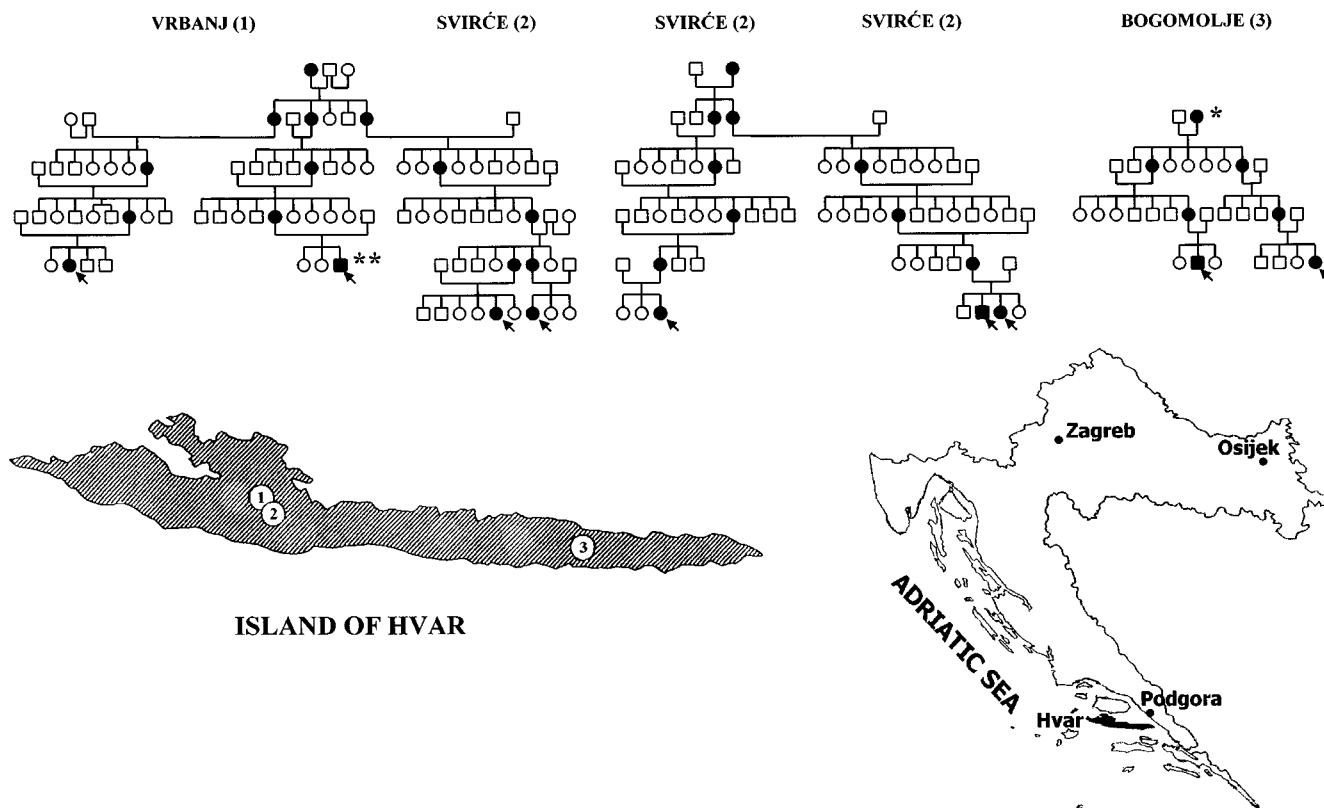 VRBANJ (1)
SVIRĆE (2)
SVIRĆE (2)
SVIRĆE (2)
BOGOMOLJE (3)
*
**
1
2
3
ISLAND OF HVAR
Zagreb
Osijek
ADRIATIC SEA
Podgora
Hvár